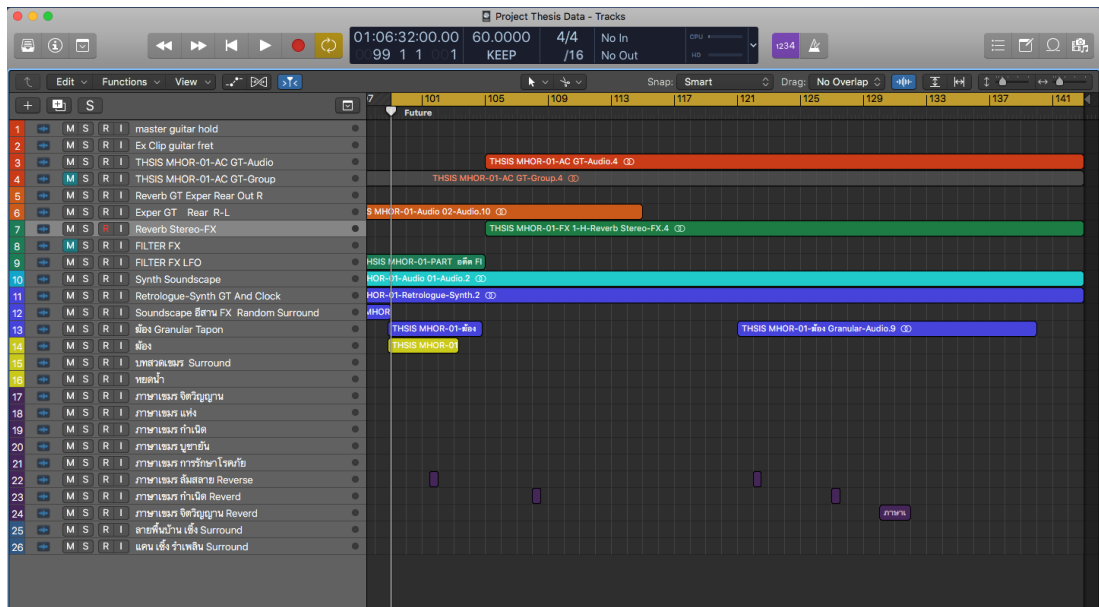 Project Thesis Data - Tracks
01:06:32:00.00 60.0000 4/4 No In CPU
99 1 1 001 KEEP /16 No Out HD
1234
Edit Functions View Snap: Smart Drag: No Overlap
S 7 101 105 109 113 117 121 125 129 133 137 141
Future
1 M S R I master guitar hold
2 M S R I Ex Clip guitar fret
3 M S R I THSIS MHOR-01-AC GT-Audio THSIS MHOR-01-AC GT-Audio.4
4 M S R I THSIS MHOR-01-AC GT-Group THSIS MHOR-01-AC GT-Group.4
5 M S R I Reverb GT Exper Rear Out R
6 M S R I Exper GT Rear R-L S MHOR-01-Audio 02-Audio.10
7 M S R I Reverb Stereo-FX THSIS MHOR-01-FX 1-H-Reverb Stereo-FX.4
8 M S R I FILTER FX
9 M S R I FILTER FX LFO HSIS MHOR-01-PART อดีต FI
10 M S R I Synth Soundscape HOR-01-Audio 01-Audio.2
11 M S R I Retrologue-Synth GT And Clock HOR-01-Retrologue-Synth.2
12 M S R I Soundscape อีสาน FX Random Surround MHOR
13 M S R I ฆ้อง Granular Tapon THSIS MHOR-01-ฆ้อง THSIS MHOR-01-ฆ้อง Granular-Audio.9
14 M S R I ฆ้อง THSIS MHOR-01
15 M S R I บทสวดเขมร Surround
16 M S R I หยดน้ำ
17 M S R I ภาษาเขมร จิตวิญญาน
18 M S R I ภาษาเขมร แห่ง
19 M S R I ภาษาเขมร กำเนิด
20 M S R I ภาษาเขมร บูชายัน
21 M S R I ภาษาเขมร การรักษาโรคภัย
22 M S R I ภาษาเขมร ล้มสลาย Reverse
23 M S R I ภาษาเขมร กำเนิด Reverd
24 M S R I ภาษาเขมร จิตวิญญาน Reverd ภาษาเ
25 M S R I ลายพื้นบ้าน เซิ้ง Surround
26 M S R I แคน เซิ้ง รำเพลิน Surround